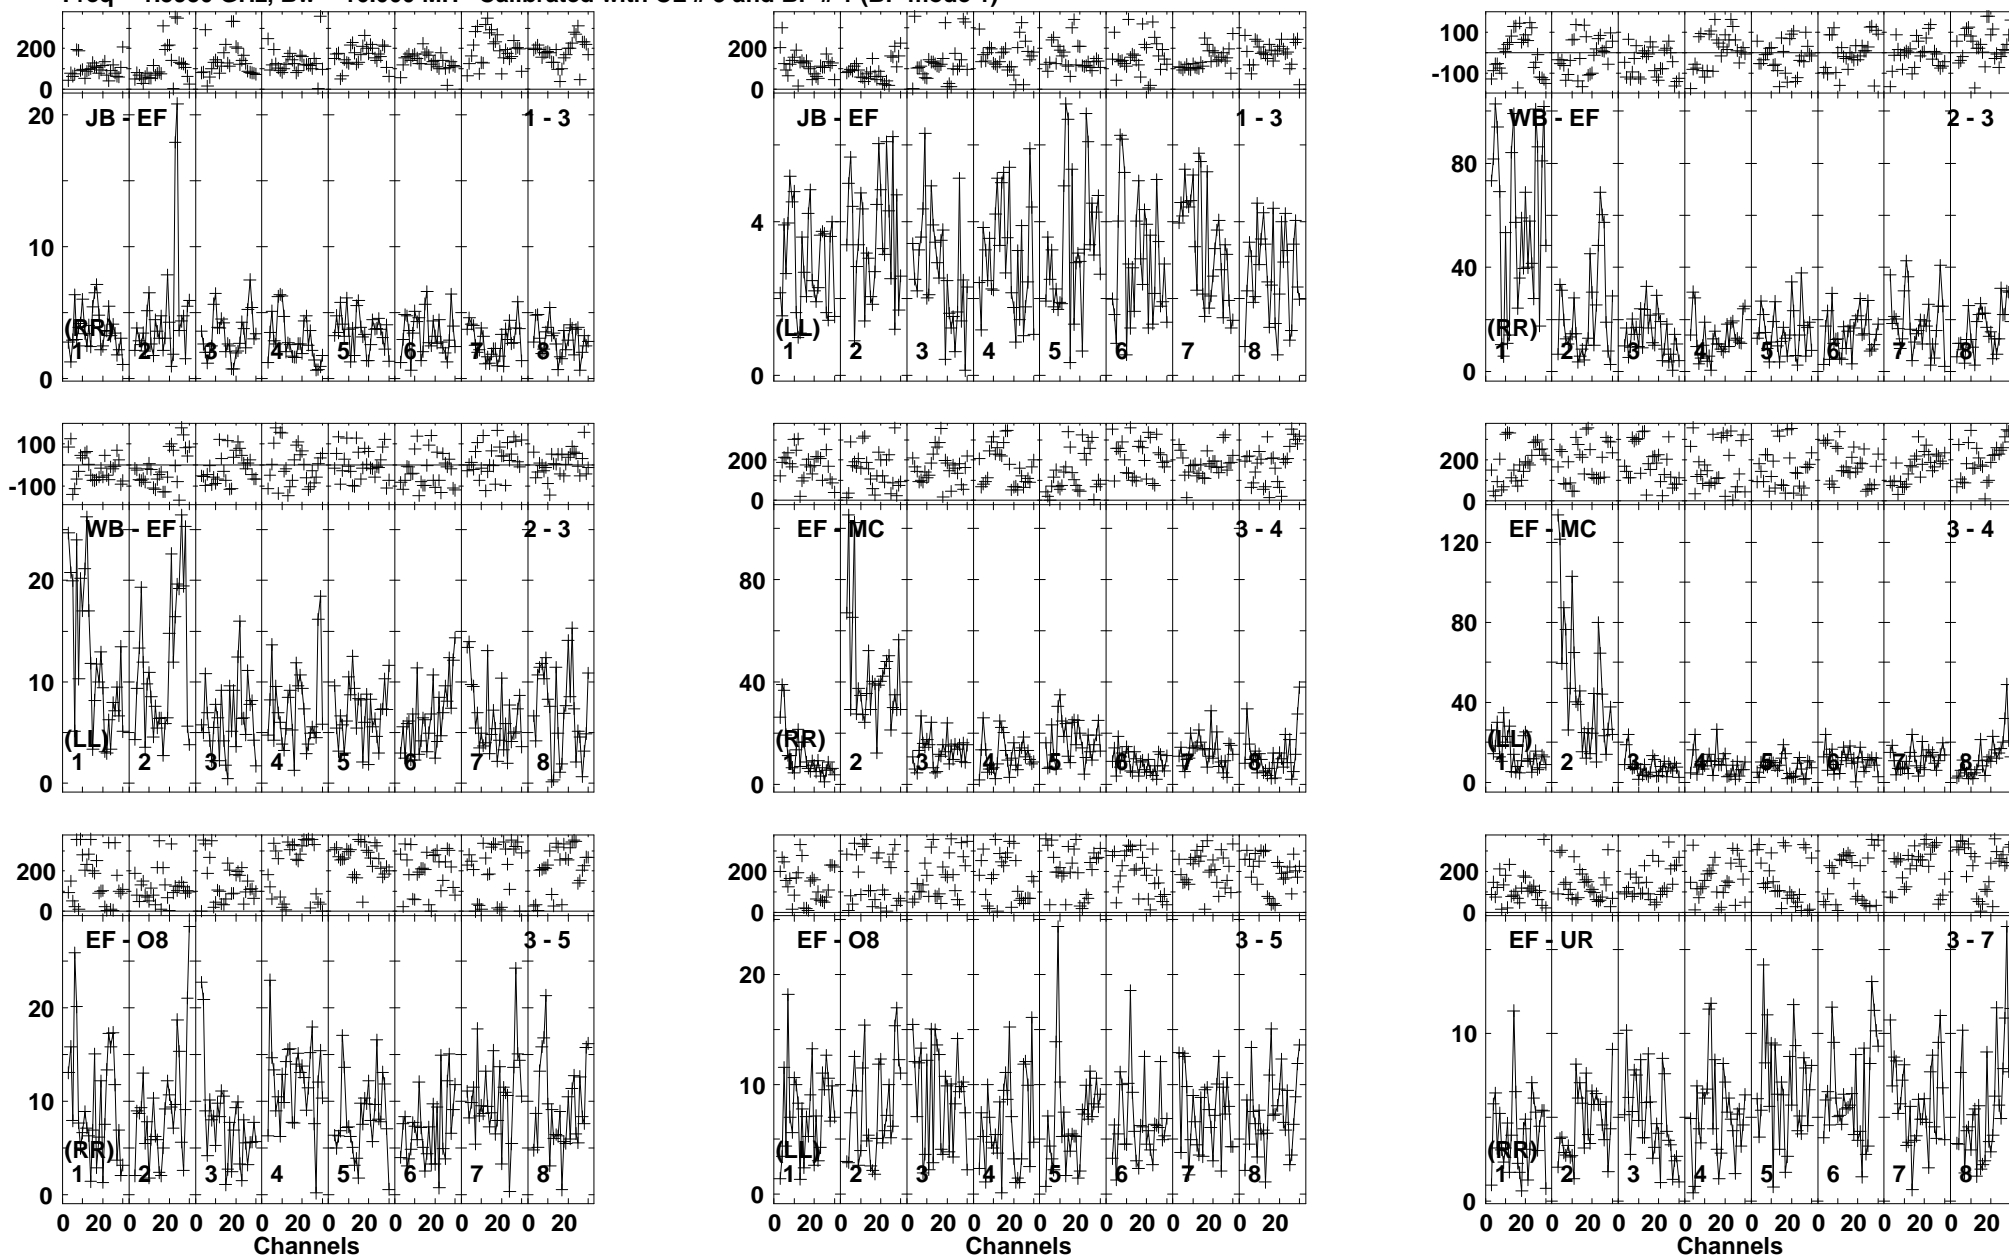 200 0 20 10 0 JB - EF 1 - 3 (RR) 1 2 3 4 5 6 7 8
200 0 4 0 JB - EF 1 - 3 (LL) 1 2 3 4 5 6 7 8
100 -100 80 40 0 WB - EF 2 - 3 (RR) 1 2 3 4 5 6 7 8
100 -100 20 10 0 WB - EF 2 - 3 (LL) 1 2 3 4 5 6 7 8
200 0 80 40 0 EF - MC 3 - 4 (RR) 1 2 3 4 5 6 7 8
200 0 120 80 40 0 EF - MC 3 - 4 (LL) 1 2 3 4 5 6 7 8
200 0 20 10 0 EF - O8 3 - 5 (RR) 1 2 3 4 5 6 7 8
0 20 0 20 0 20 0 20 0 20 0 20 0 20 0 20
Channels
200 0 20 10 0 EF - O8 3 - 5 (LL) 1 2 3 4 5 6 7 8
0 20 0 20 0 20 0 20 0 20 0 20 0 20 0 20
Channels
200 0 10 0 EF - UR 3 - 7 (RR) 1 2 3 4 5 6 7 8
0 20 0 20 0 20 0 20 0 20 0 20 0 20 0 20
Channels